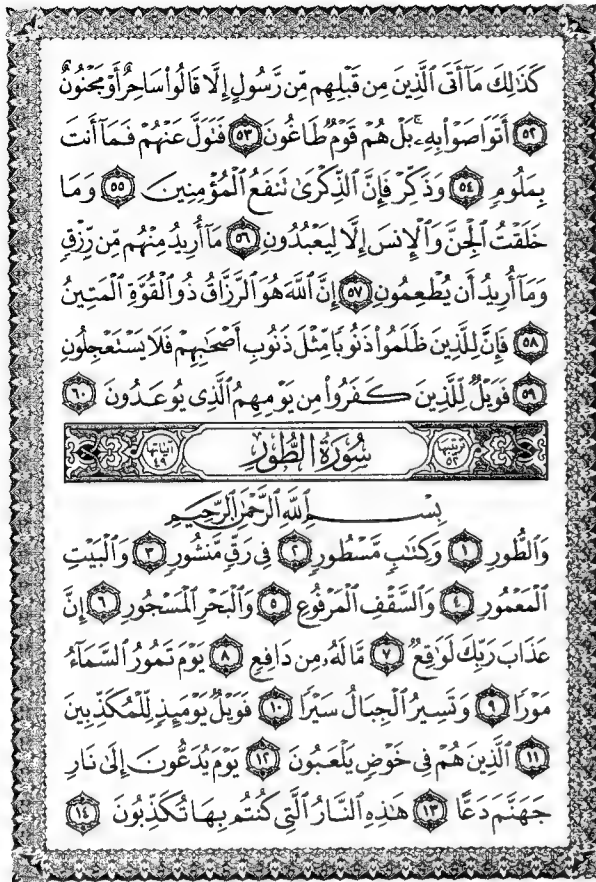 كَذَٰلِكَ مَآ أَتَى ٱلَّذِينَ مِن قَبْلِهِم مِّن رَّسُولٍ إِلَّا قَالُوا۟ سَاحِرٌ أَوْ مَجْنُونٌ
٥٢ أَتَوَاصَوْا۟ بِهِۦ ۚ بَلْ هُمْ قَوْمٌ طَاغُونَ ٥٣ فَتَوَلَّ عَنْهُمْ فَمَآ أَنتَ
بِمَلُومٍ ٥٤ وَذَكِّرْ فَإِنَّ ٱلذِّكْرَىٰ تَنفَعُ ٱلْمُؤْمِنِينَ ٥٥ وَمَا
خَلَقْتُ ٱلْجِنَّ وَٱلْإِنسَ إِلَّا لِيَعْبُدُونِ ٥٦ مَآ أُرِيدُ مِنْهُم مِّن رِّزْقٍ
وَمَآ أُرِيدُ أَن يُطْعِمُونِ ٥٧ إِنَّ ٱللَّهَ هُوَ ٱلرَّزَّاقُ ذُو ٱلْقُوَّةِ ٱلْمَتِينُ
٥٨ فَإِنَّ لِلَّذِينَ ظَلَمُوا۟ ذَنُوبًا مِّثْلَ ذَنُوبِ أَصْحَٰبِهِمْ فَلَا يَسْتَعْجِلُونِ
٥٩ فَوَيْلٌ لِّلَّذِينَ كَفَرُوا۟ مِن يَوْمِهِمُ ٱلَّذِى يُوعَدُونَ ٦٠
ترتيبها ٥٢ سُورَةُ الطُّورِ آياتها ٤٩
بِسْمِ ٱللَّهِ ٱلرَّحْمَٰنِ ٱلرَّحِيمِ
وَٱلطُّورِ ١ وَكِتَٰبٍ مَّسْطُورٍ ٢ فِى رَقٍّ مَّنشُورٍ ٣ وَٱلْبَيْتِ
ٱلْمَعْمُورِ ٤ وَٱلسَّقْفِ ٱلْمَرْفُوعِ ٥ وَٱلْبَحْرِ ٱلْمَسْجُورِ ٦ إِنَّ
عَذَابَ رَبِّكَ لَوَٰقِعٌ ٧ مَّا لَهُۥ مِن دَافِعٍ ٨ يَوْمَ تَمُورُ ٱلسَّمَآءُ
مَوْرًا ٩ وَتَسِيرُ ٱلْجِبَالُ سَيْرًا ١٠ فَوَيْلٌ يَوْمَئِذٍ لِّلْمُكَذِّبِينَ
١١ ٱلَّذِينَ هُمْ فِى خَوْضٍ يَلْعَبُونَ ١٢ يَوْمَ يُدَعُّونَ إِلَىٰ نَارِ
جَهَنَّمَ دَعًّا ١٣ هَٰذِهِ ٱلنَّارُ ٱلَّتِى كُنتُم بِهَا تُكَذِّبُونَ ١٤